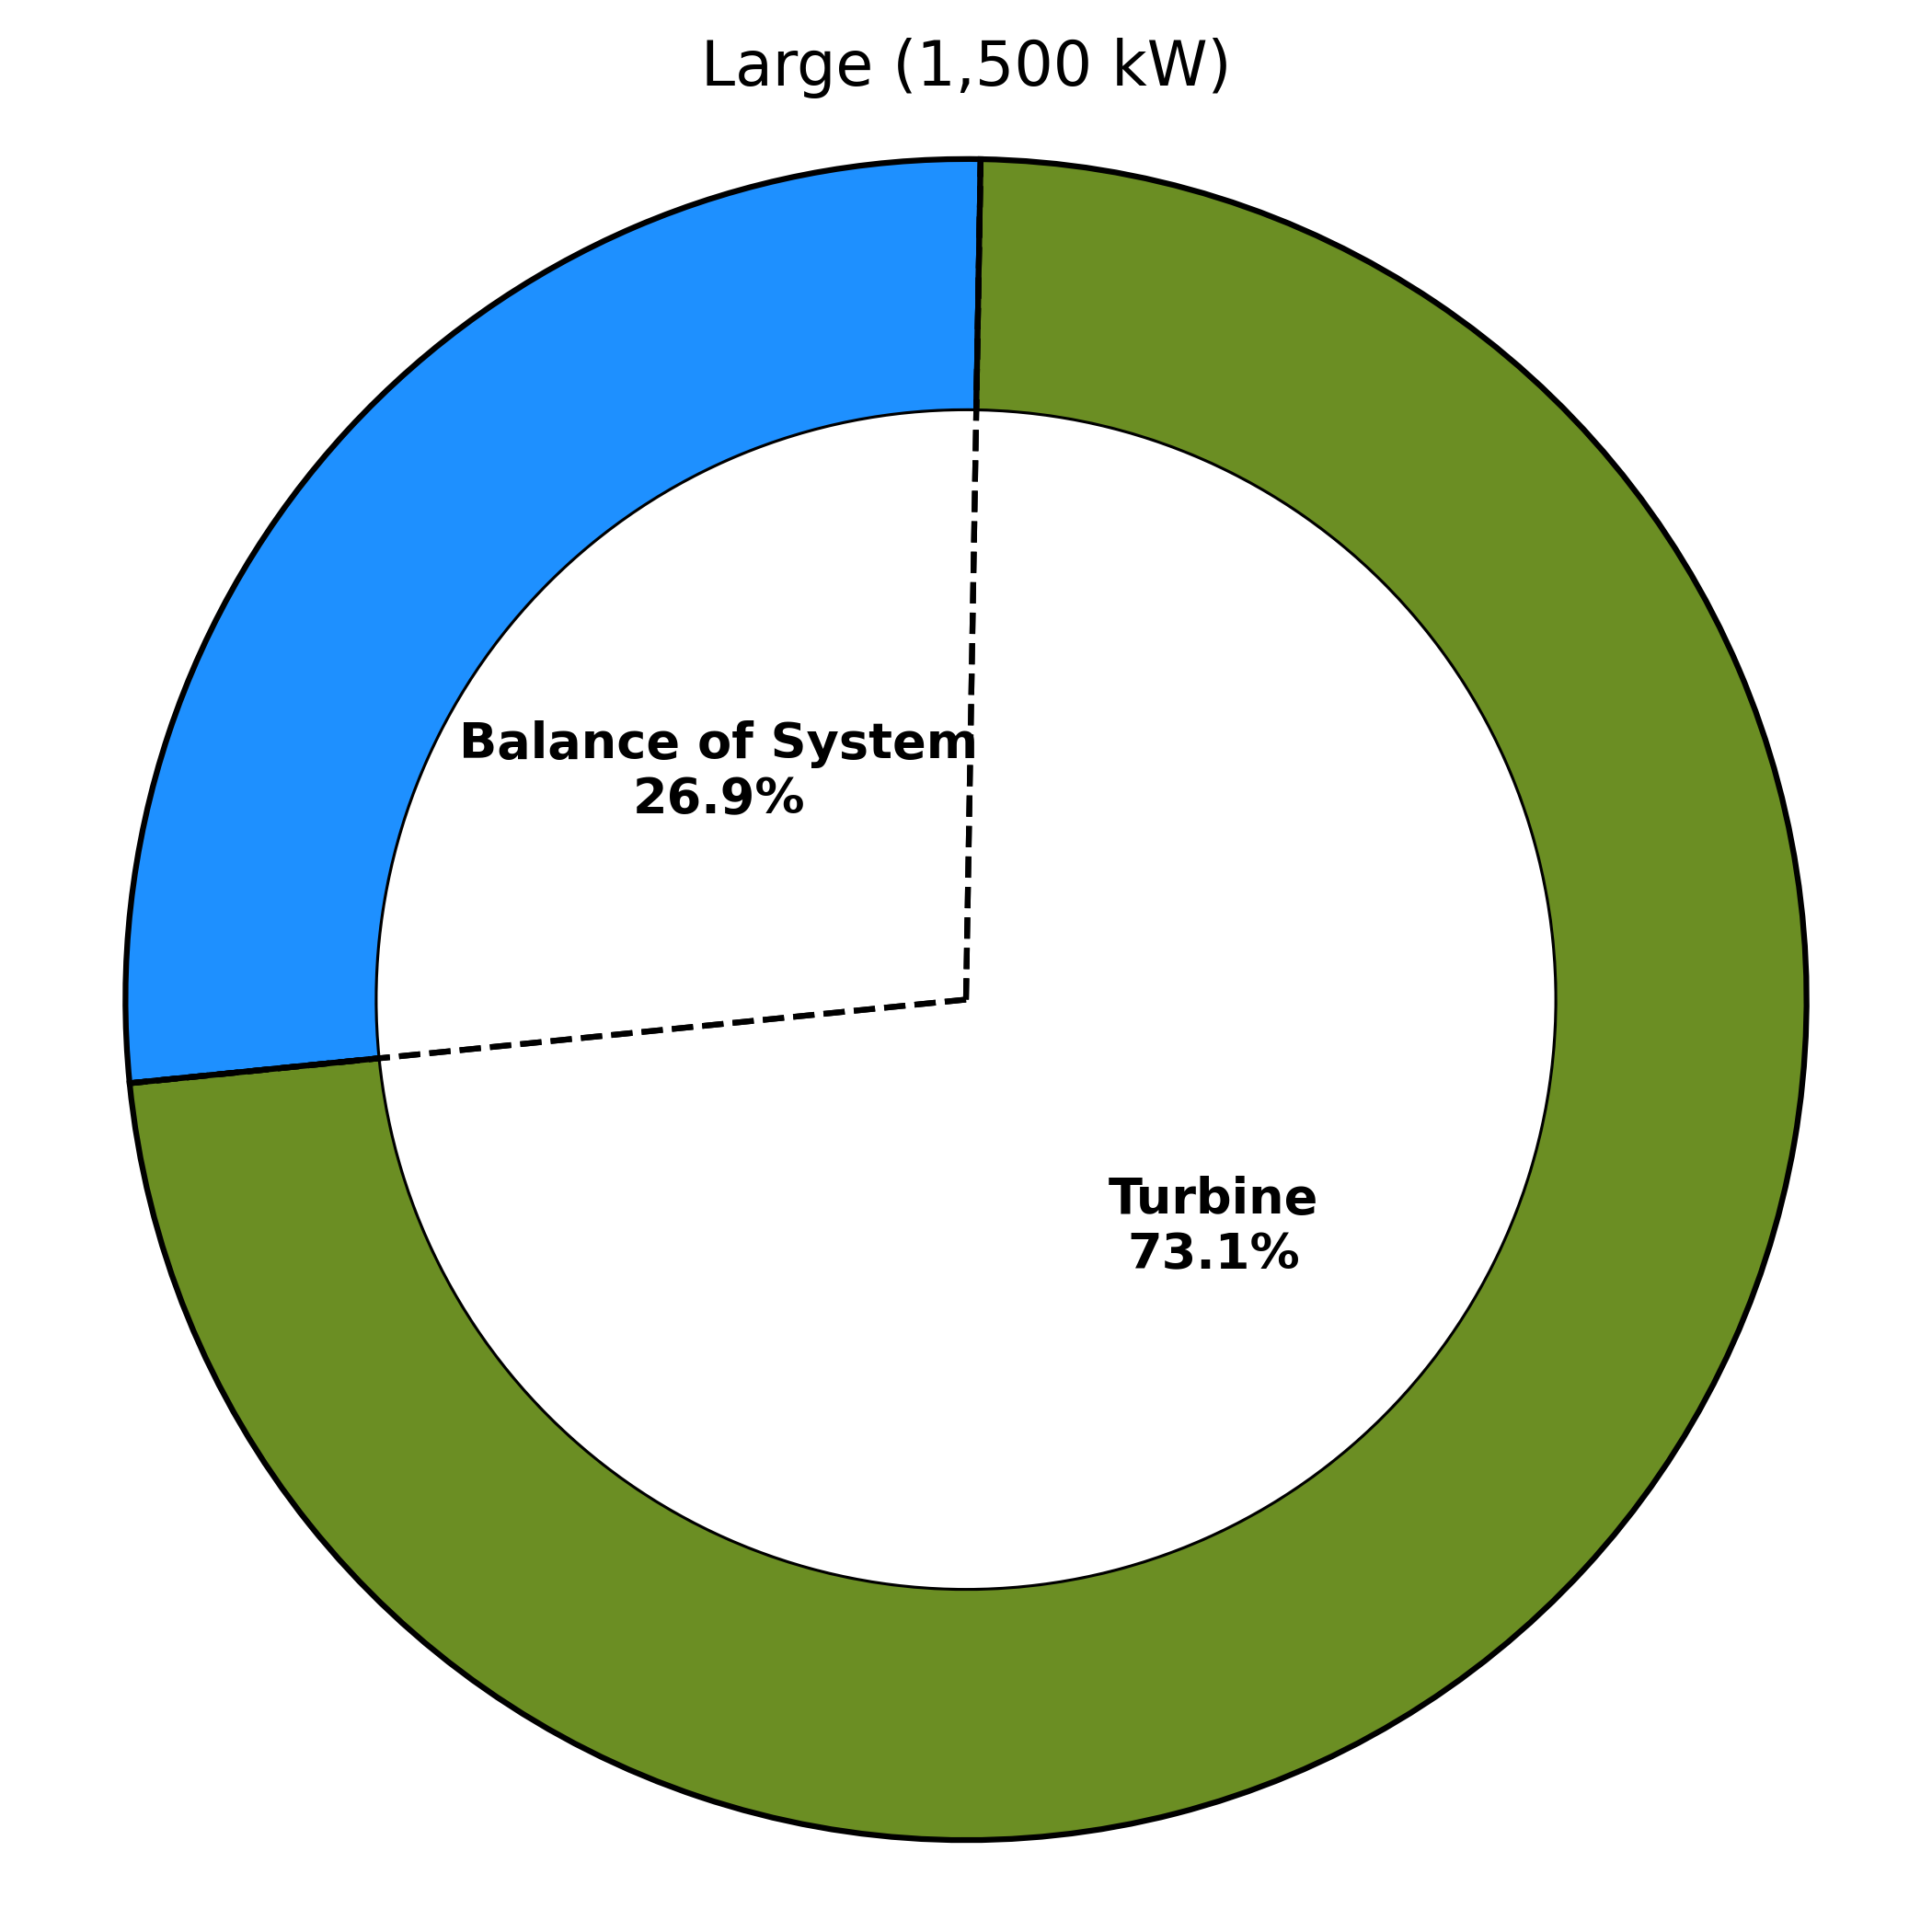 Large (1,500 kW)
Balance of System
26.9%
Turbine
73.1%